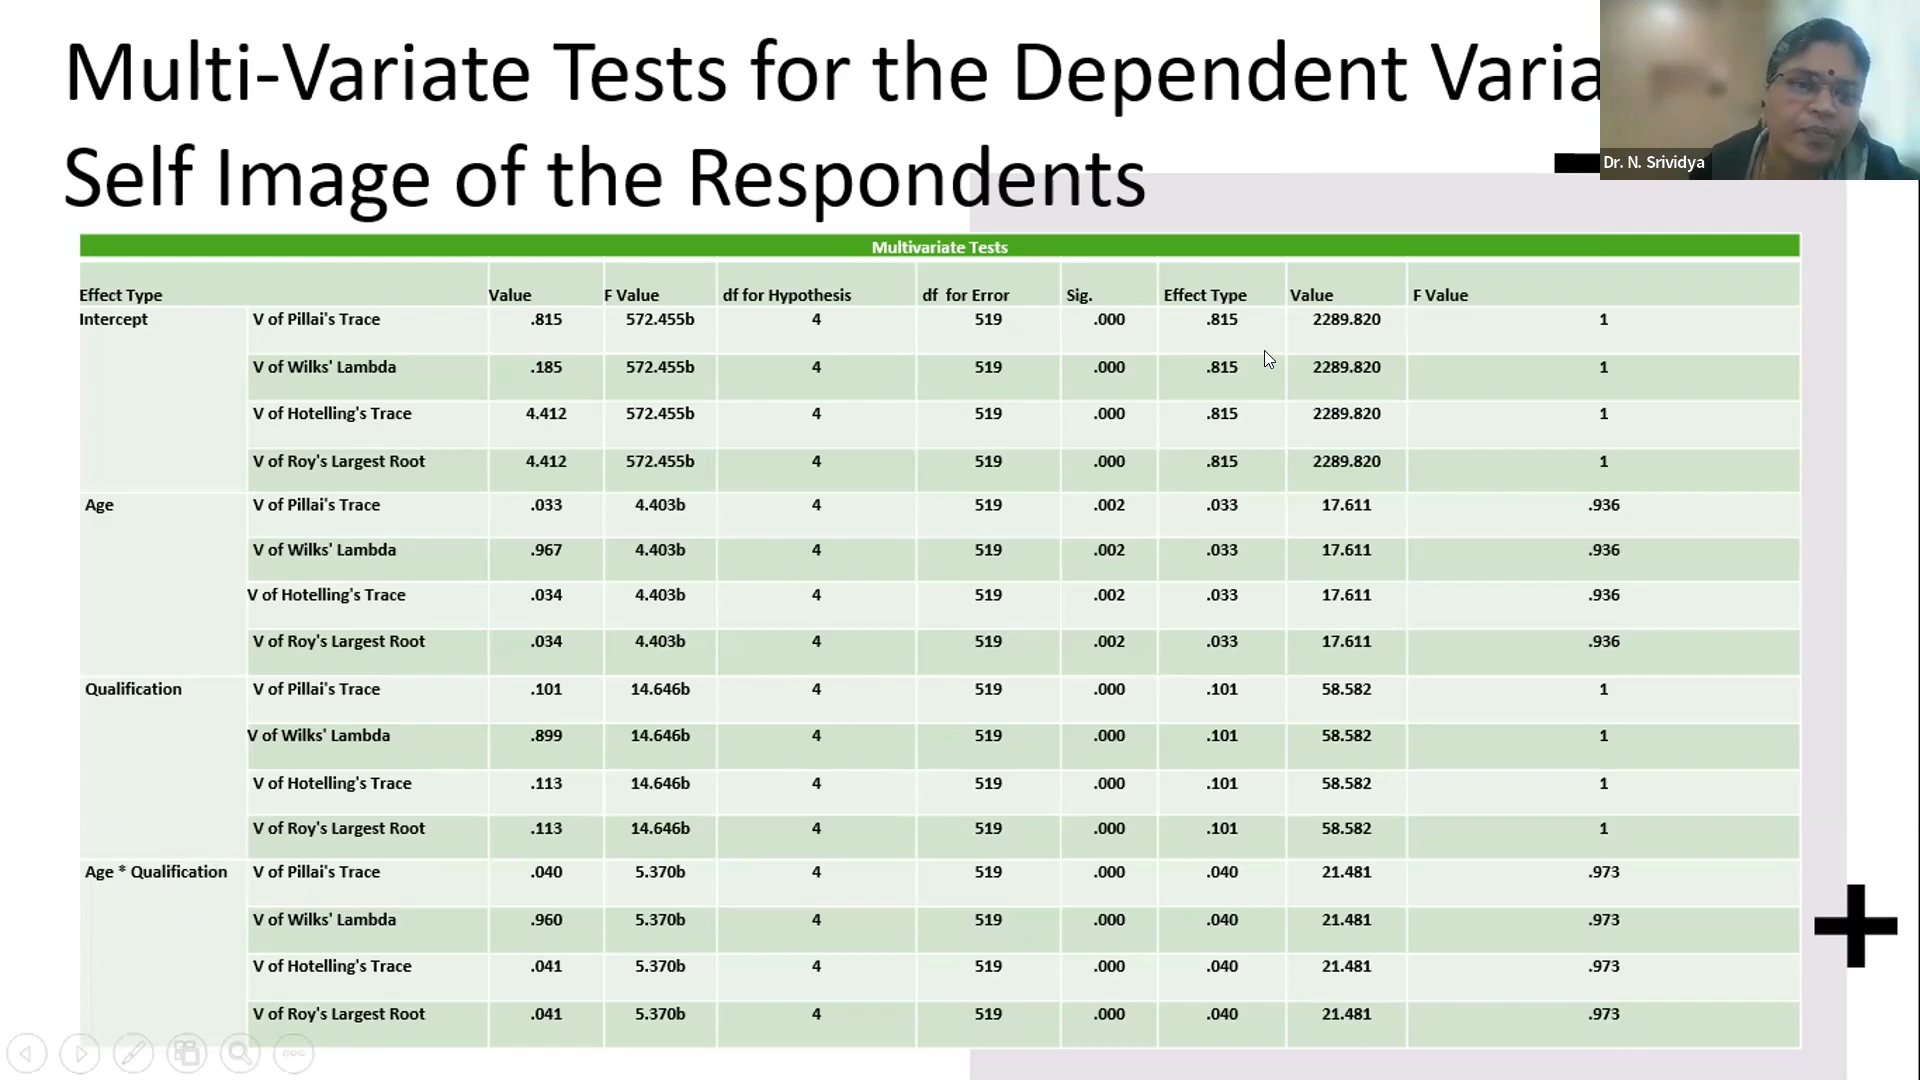 Multi-Variate Tests for the Dependent Varia
Self Image of the Respondents
Dr. N. Srividya
Multivariate Tests
Effect Type Value F Value df for Hypothesis df for Error Sig. Effect Type Value F Value
Intercept V of Pillai's Trace .815 572.455b 4 519 .000 .815 2289.820 1
V of Wilks' Lambda .185 572.455b 4 519 .000 .815 2289.820 1
V of Hotelling's Trace 4.412 572.455b 4 519 .000 .815 2289.820 1
V of Roy's Largest Root 4.412 572.455b 4 519 .000 .815 2289.820 1
Age V of Pillai's Trace .033 4.403b 4 519 .002 .033 17.611 .936
V of Wilks' Lambda .967 4.403b 4 519 .002 .033 17.611 .936
V of Hotelling's Trace .034 4.403b 4 519 .002 .033 17.611 .936
V of Roy's Largest Root .034 4.403b 4 519 .002 .033 17.611 .936
Qualification V of Pillai's Trace .101 14.646b 4 519 .000 .101 58.582 1
V of Wilks' Lambda .899 14.646b 4 519 .000 .101 58.582 1
V of Hotelling's Trace .113 14.646b 4 519 .000 .101 58.582 1
V of Roy's Largest Root .113 14.646b 4 519 .000 .101 58.582 1
Age * Qualification V of Pillai's Trace .040 5.370b 4 519 .000 .040 21.481 .973
V of Wilks' Lambda .960 5.370b 4 519 .000 .040 21.481 .973
V of Hotelling's Trace .041 5.370b 4 519 .000 .040 21.481 .973
V of Roy's Largest Root .041 5.370b 4 519 .000 .040 21.481 .973